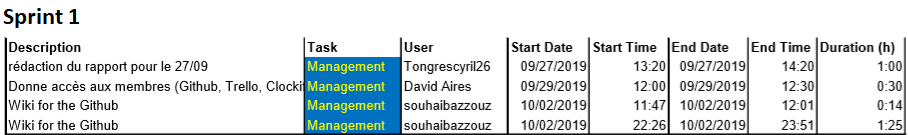 Sprint 1
Description Task User Start Date Start Time End Date End Time Duration (h)
rédaction du rapport pour le 27/09 Management Tongrescyril26 09/27/2019 13:20 09/27/2019 14:20 1:00
Donne accès aux membres (Github, Trello, Clockif Management David Aires 09/29/2019 12:00 09/29/2019 12:30 0:30
Wiki for the Github Management souhaibazzouz 10/02/2019 11:47 10/02/2019 12:01 0:14
Wiki for the Github Management souhaibazzouz 10/02/2019 22:26 10/02/2019 23:51 1:25